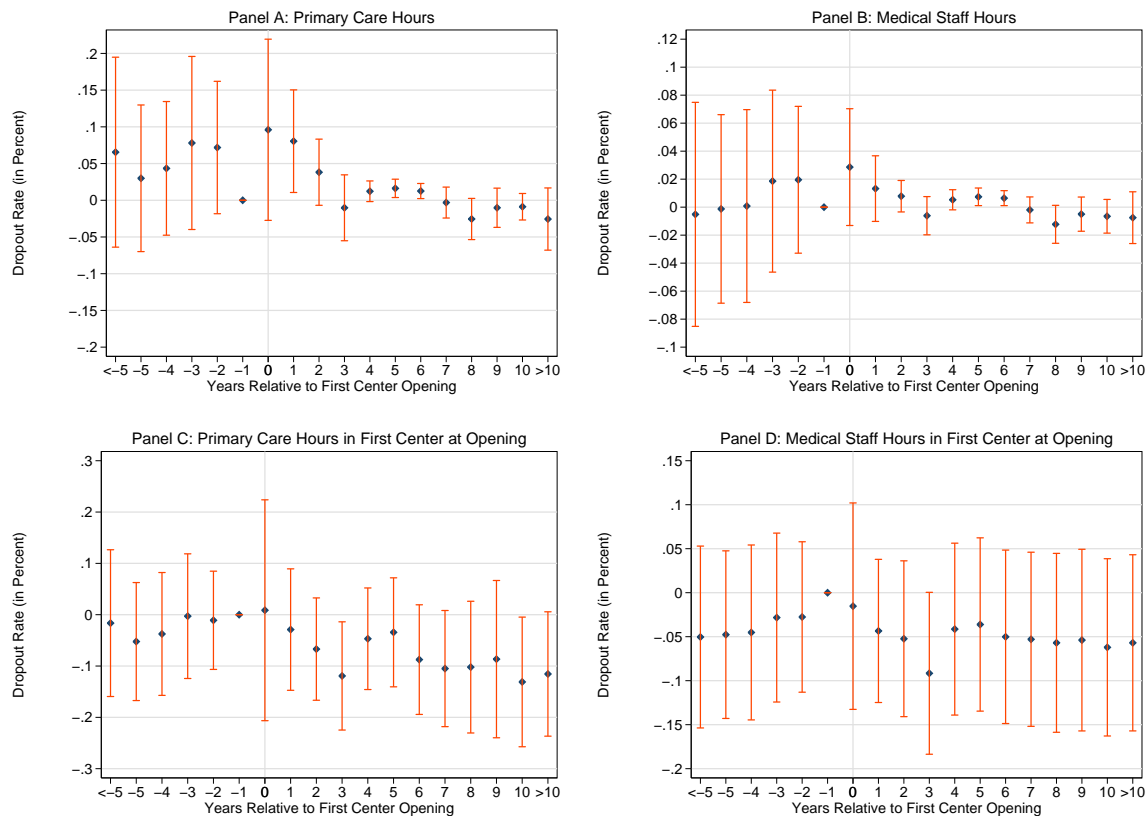 Panel A: Primary Care Hours
Dropout Rate (in Percent)
.2
.15
.1
.05
0
−.05
−.1
−.15
−.2
<−5 −5 −4 −3 −2 −1 0 1 2 3 4 5 6 7 8 9 10 >10
Years Relative to First Center Opening
Panel B: Medical Staff Hours
Dropout Rate (in Percent)
.12
.1
.08
.06
.04
.02
0
−.02
−.04
−.06
−.08
−.1
<−5 −5 −4 −3 −2 −1 0 1 2 3 4 5 6 7 8 9 10 >10
Years Relative to First Center Opening
Panel C: Primary Care Hours in First Center at Opening
Dropout Rate (in Percent)
.3
.2
.1
0
−.1
−.2
−.3
<−5 −5 −4 −3 −2 −1 0 1 2 3 4 5 6 7 8 9 10 >10
Years Relative to First Center Opening
Panel D: Medical Staff Hours in First Center at Opening
Dropout Rate (in Percent)
.15
.1
.05
0
−.05
−.1
−.15
−.2
<−5 −5 −4 −3 −2 −1 0 1 2 3 4 5 6 7 8 9 10 >10
Years Relative to First Center Opening